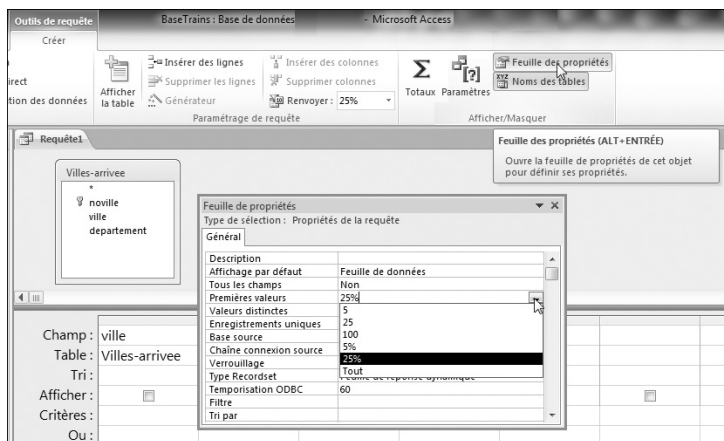 Outils de requête
BaseTrains : Base de données - Microsoft Access
Créer
irect
tion des données
Afficher la table
Insérer des lignes
Supprimer les lignes
Générateur
Insérer des colonnes
Supprimer colonnes
Renvoyer : 25%
Paramétrage de requête
Totaux
Paramètres
Feuille des propriétés
XYZ Noms des tables
Afficher/Masquer
Feuille des propriétés (ALT+ENTRÉE)
Ouvre la feuille de propriétés de cet objet
pour définir ses propriétés.
Requête1
Villes-arrivee
*
noville
ville
departement
Feuille de propriétés
Type de sélection : Propriétés de la requête
Général
Description
Affichage par défaut Feuille de données
Tous les champs Non
Premières valeurs 25%
Valeurs distinctes
Enregistrements uniques
Base source
Chaîne connexion source
Verrouillage
Type Recordset Feuille de réponse dynamique
Temporisation ODBC 60
Filtre
Tri par
5
25
100
5%
25%
Tout
Champ : ville
Table : Villes-arrivee
Tri :
Afficher :
Critères :
Ou :